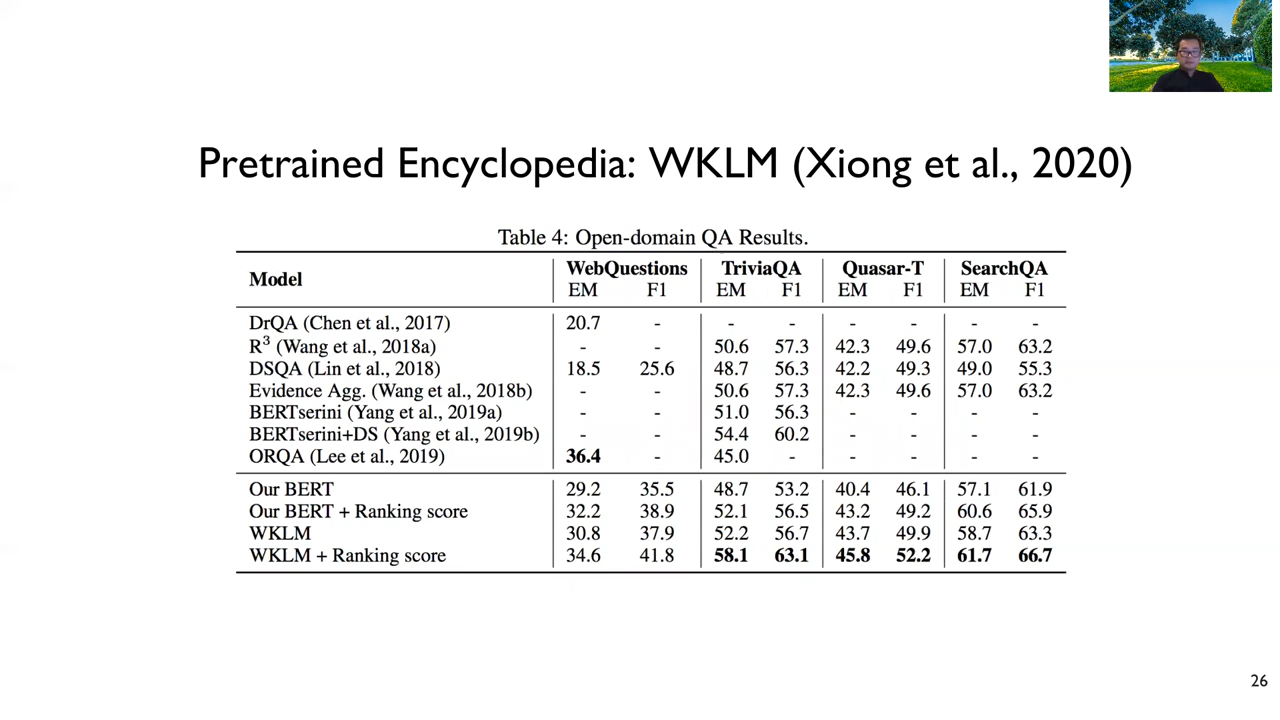 Pretrained Encyclopedia: WKLM (Xiong et al., 2020)
Table 4: Open-domain QA Results.
Model WebQuestions TriviaQA Quasar-T SearchQA
EM F1 EM F1 EM F1 EM F1
DrQA (Chen et al., 2017) 20.7 - - - - - - -
R³ (Wang et al., 2018a) - - 50.6 57.3 42.3 49.6 57.0 63.2
DSQA (Lin et al., 2018) 18.5 25.6 48.7 56.3 42.2 49.3 49.0 55.3
Evidence Agg. (Wang et al., 2018b) - - 50.6 57.3 42.3 49.6 57.0 63.2
BERTserini (Yang et al., 2019a) - - 51.0 56.3 - - - -
BERTserini+DS (Yang et al., 2019b) - - 54.4 60.2 - - - -
ORQA (Lee et al., 2019) 36.4 - 45.0 - - - - -
Our BERT 29.2 35.5 48.7 53.2 40.4 46.1 57.1 61.9
Our BERT + Ranking score 32.2 38.9 52.1 56.5 43.2 49.2 60.6 65.9
WKLM 30.8 37.9 52.2 56.7 43.7 49.9 58.7 63.3
WKLM + Ranking score 34.6 41.8 58.1 63.1 45.8 52.2 61.7 66.7
26